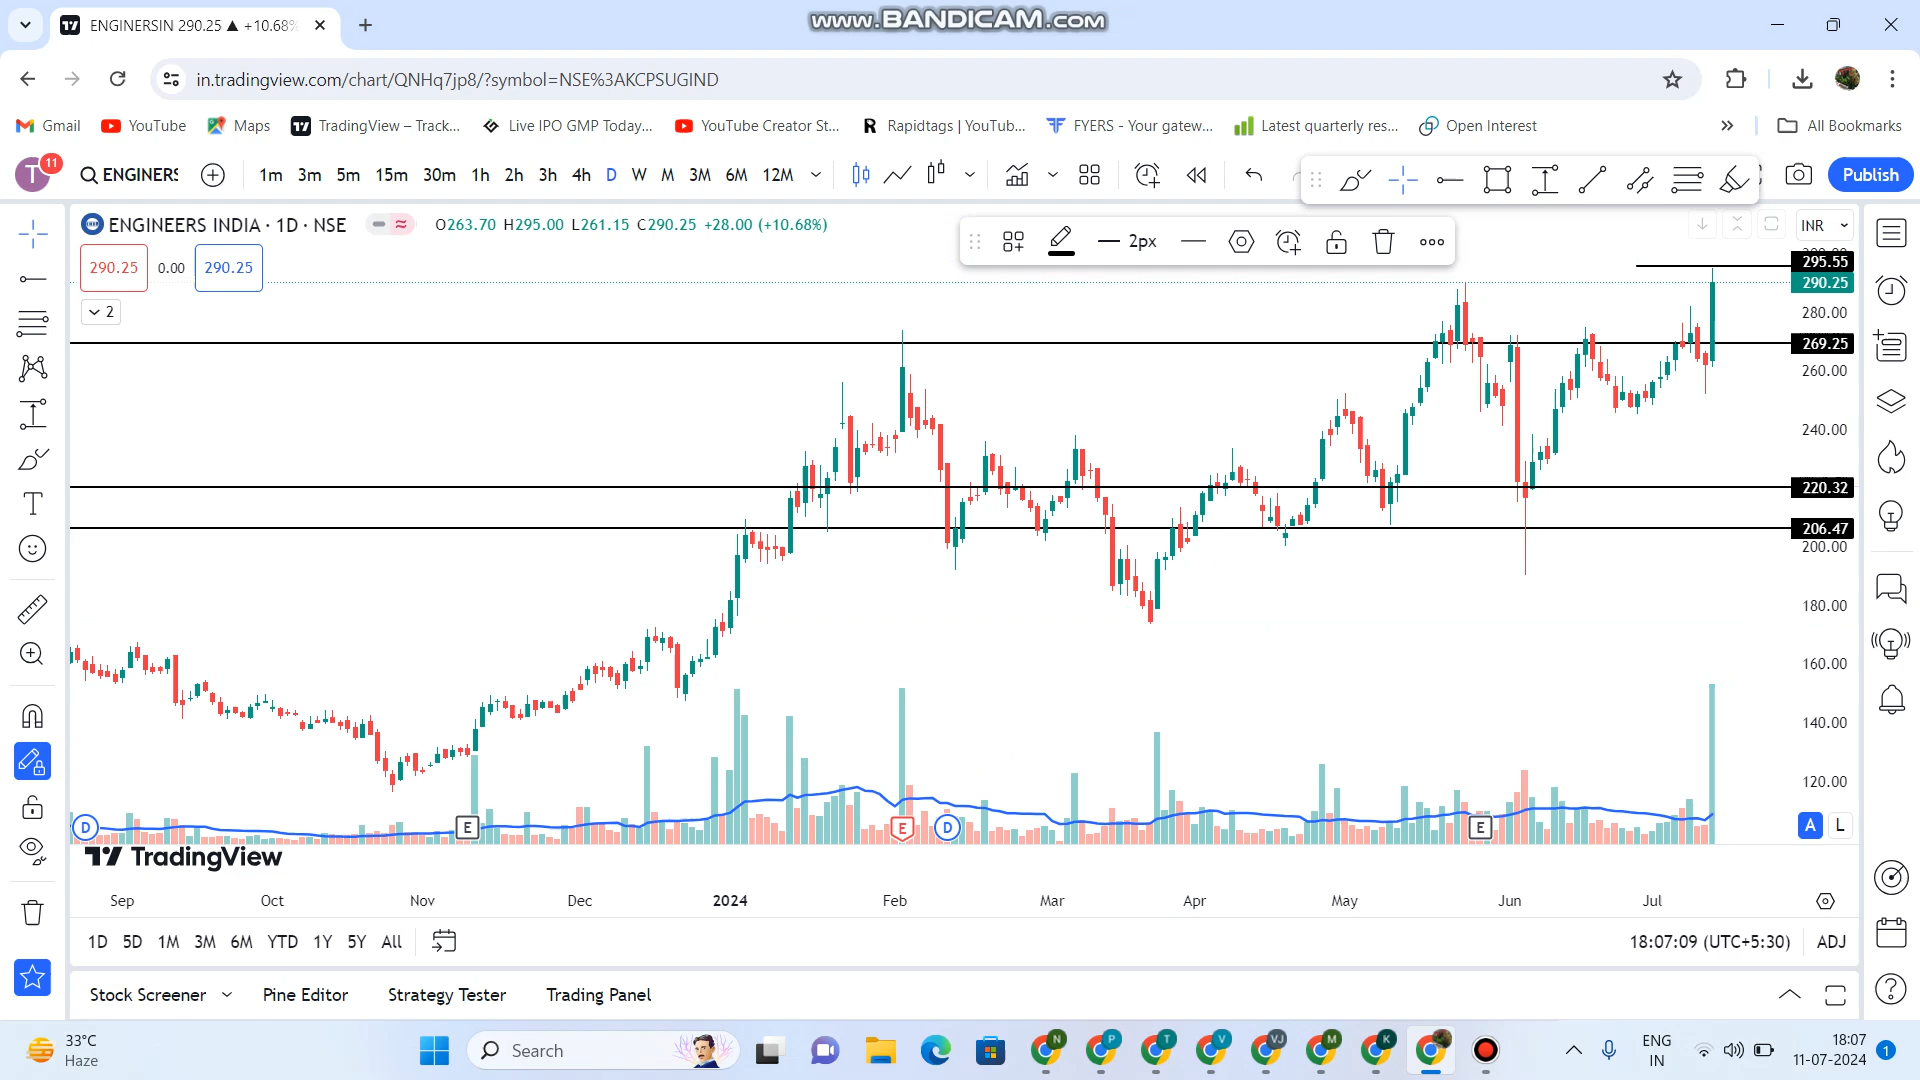 ENGINERSIN 290.25 ▲ +10.68%
www.BANDICAM.com
in.tradingview.com/chart/QNHq7jp8/?symbol=NSE%3AKCPSUGIND
Gmail YouTube Maps TradingView – Track... Live IPO GMP Today... YouTube Creator St... Rapidtags | YouTub... FYERS - Your gatew... Latest quarterly res... Open Interest » All Bookmarks
T 11 ENGINERS 1m 3m 5m 15m 30m 1h 2h 3h 4h D W M 3M 6M 12M Publish
ENGINEERS INDIA · 1D · NSE O263.70 H295.00 L261.15 C290.25 +28.00 (+10.68%) INR
2px
290.25 0.00 290.25
2
295.55
290.25
280.00
269.25
260.00
240.00
220.32
206.47
200.00
180.00
160.00
140.00
120.00
D E E D E A L
TradingView
Sep Oct Nov Dec 2024 Feb Mar Apr May Jun Jul
1D 5D 1M 3M 6M YTD 1Y 5Y All 18:07:09 (UTC+5:30) ADJ
Stock Screener Pine Editor Strategy Tester Trading Panel
33°C
Haze
Search
N P T V VJ M K
ENG
IN
18:07
11-07-2024
1